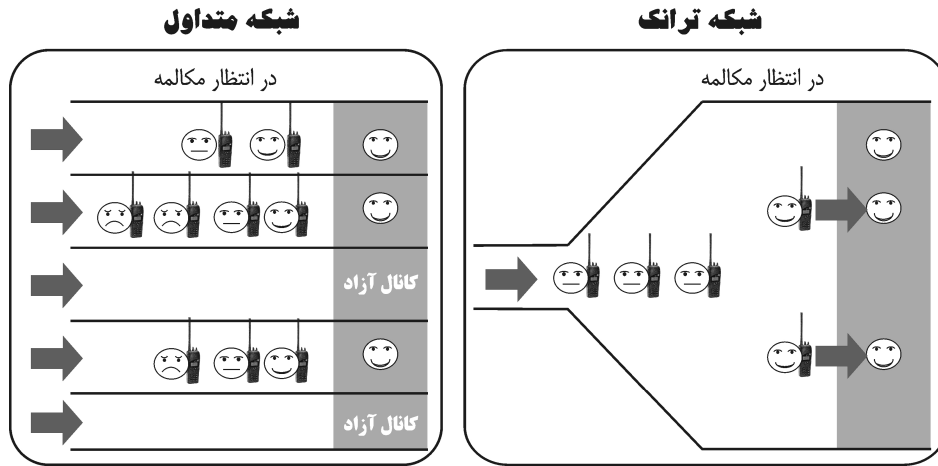 شبکه ترانک
در انتظار مکالمه
شبکه متداول
در انتظار مکالمه
کانال آزاد
کانال آزاد